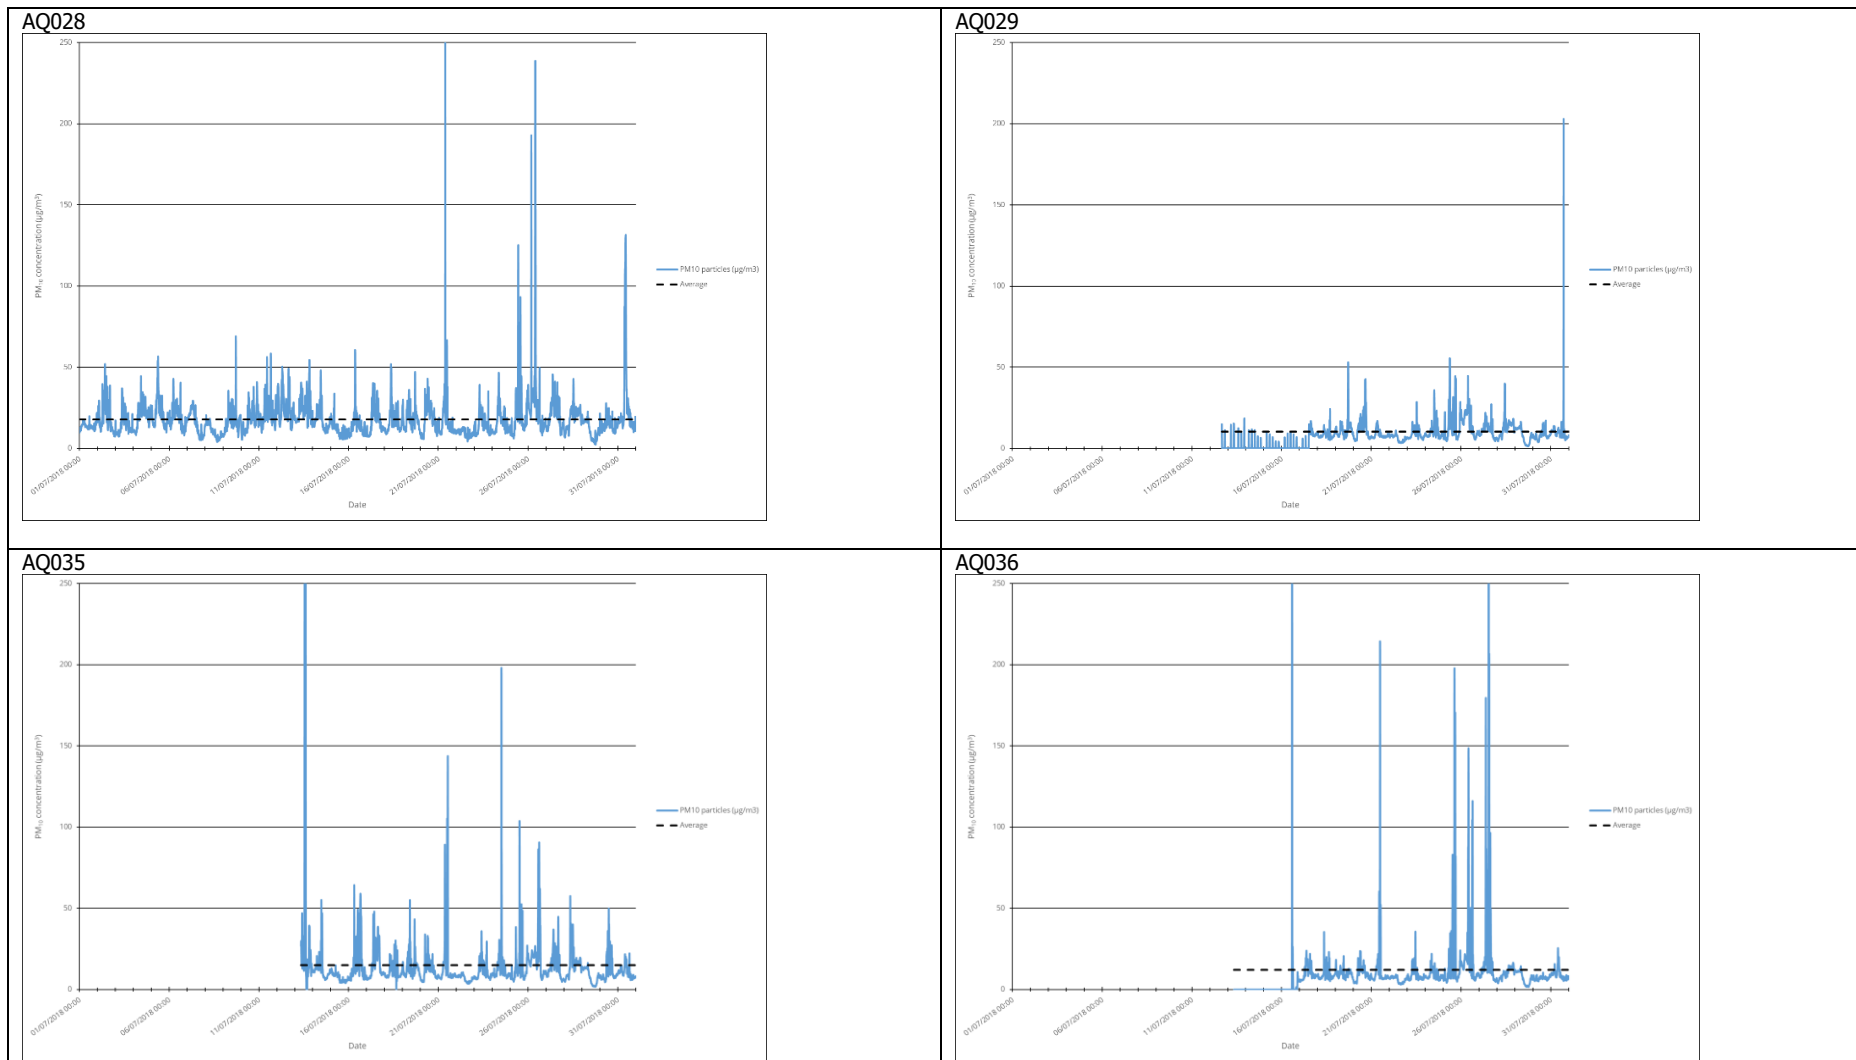 AQ028
250
200
150
100
50
0
PM₁₀ concentration (µg/m³)
01/07/2018 00:00
06/07/2018 00:00
11/07/2018 00:00
16/07/2018 00:00
21/07/2018 00:00
26/07/2018 00:00
31/07/2018 00:00
Date
PM10 particles (µg/m3)
Average
AQ029
250
200
150
100
50
0
PM₁₀ concentration (µg/m³)
01/07/2018 00:00
06/07/2018 00:00
11/07/2018 00:00
16/07/2018 00:00
21/07/2018 00:00
26/07/2018 00:00
31/07/2018 00:00
Date
PM10 particles (µg/m3)
Average
AQ035
250
200
150
100
50
0
PM₁₀ concentration (µg/m³)
01/07/2018 00:00
06/07/2018 00:00
11/07/2018 00:00
16/07/2018 00:00
21/07/2018 00:00
26/07/2018 00:00
31/07/2018 00:00
Date
PM10 particles (µg/m3)
Average
AQ036
250
200
150
100
50
0
PM₁₀ concentration (µg/m³)
01/07/2018 00:00
06/07/2018 00:00
11/07/2018 00:00
16/07/2018 00:00
21/07/2018 00:00
26/07/2018 00:00
31/07/2018 00:00
Date
PM10 particles (µg/m3)
Average